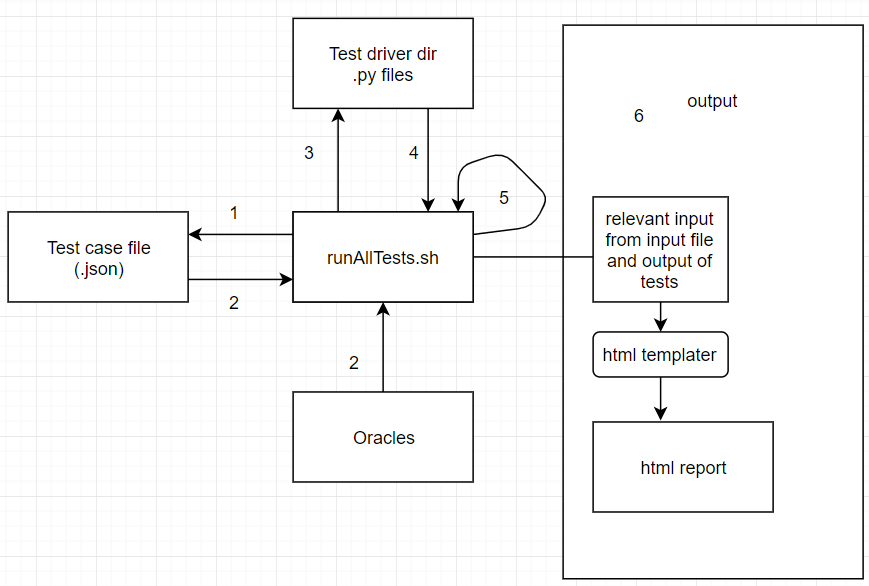 Test driver dir
.py files
output
6
3
4
5
1
Test case file
(.json)
runAllTests.sh
relevant input
from input file
and output of
tests
2
2
html templater
Oracles
html report